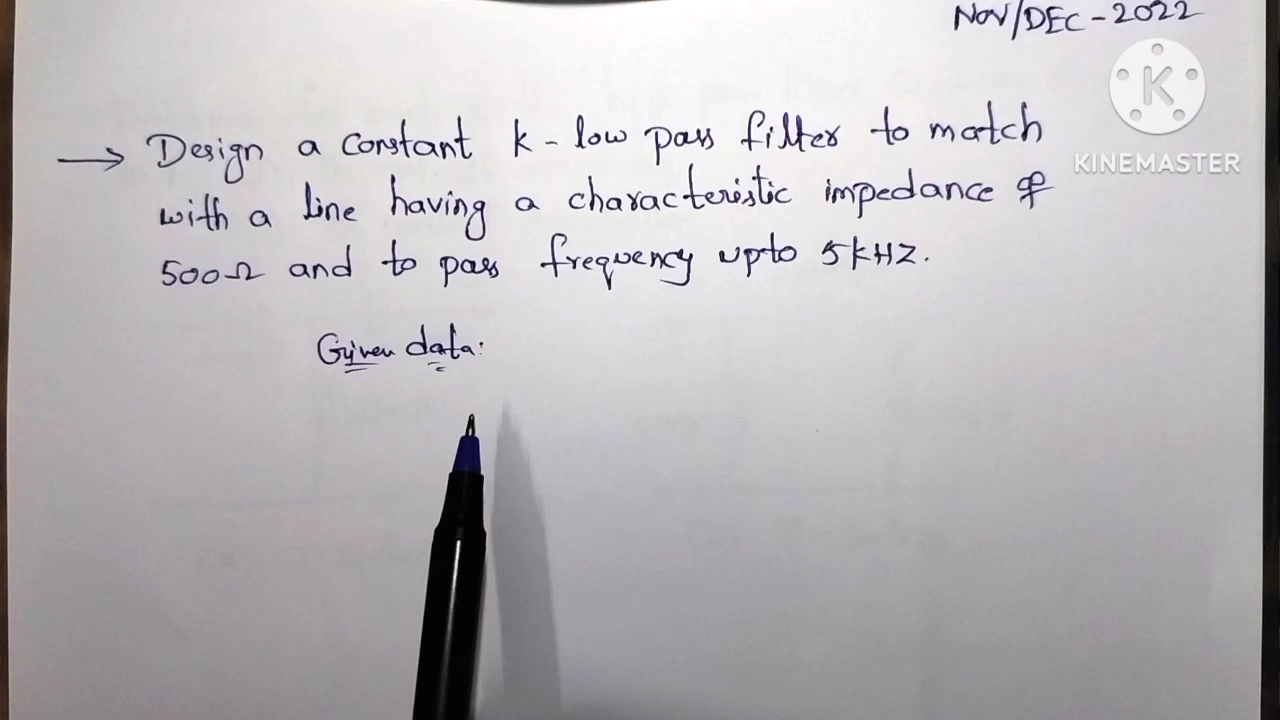 NOV/DEC-2022
K
KINEMASTER
→ Design a constant k-low pass filter to match
with a line having a characteristic impedance of
500Ω and to pass frequency upto 5kHZ.
Given data: